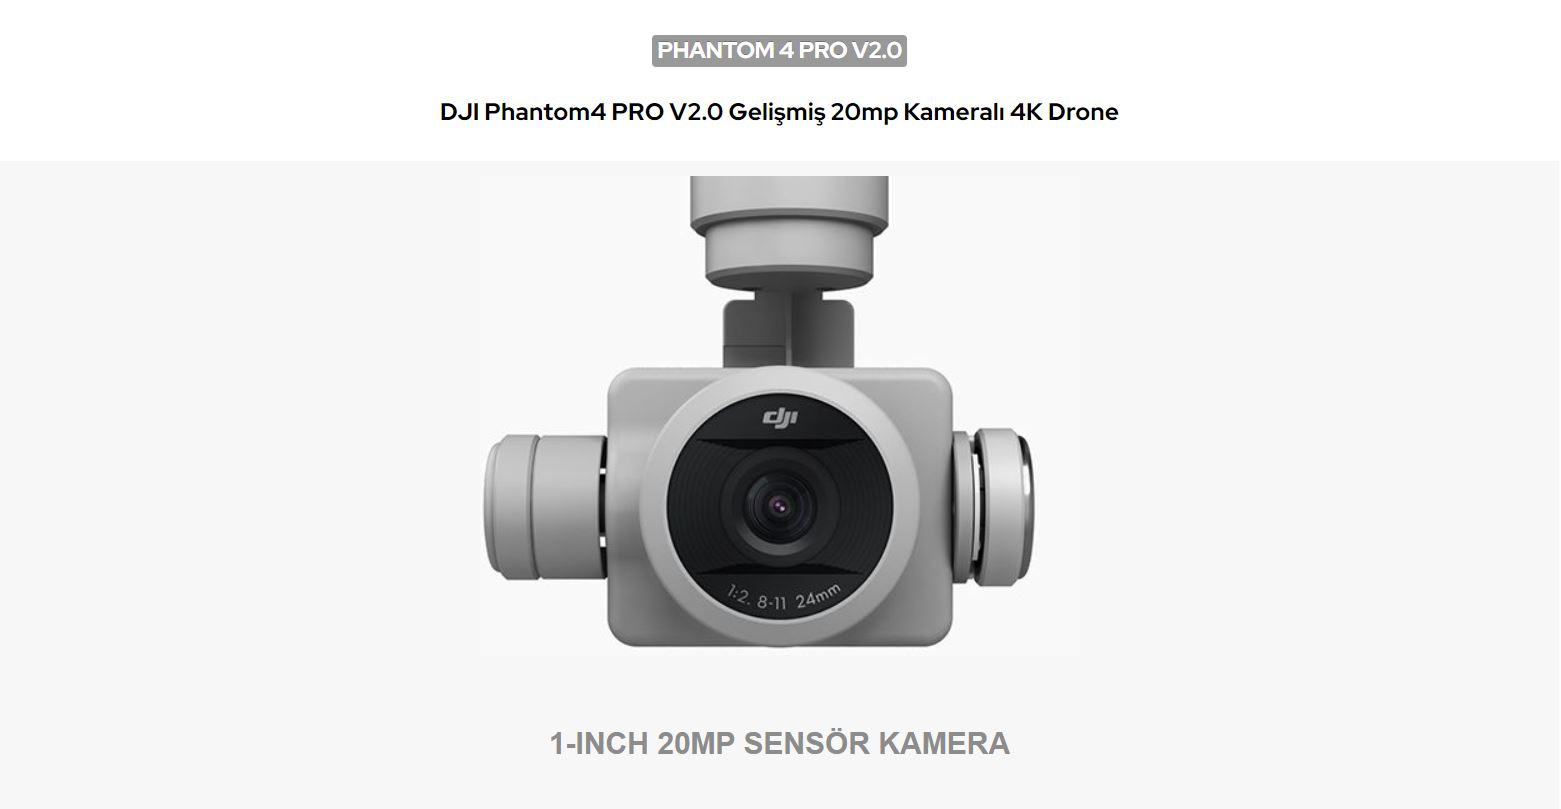 PHANTOM 4 PRO V2.0
DJI Phantom4 PRO V2.0 Gelişmiş 20mp Kameralı 4K Drone
dji
1:2. 8-11 24mm
1-INCH 20MP SENSÖR KAMERA